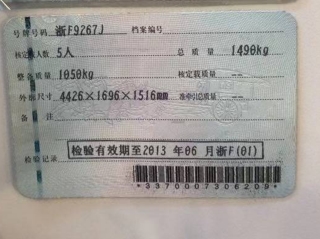 号牌号码 浙F9267J 档案编号
核定载人数 5人 总质量 1490kg
整备质量 1050kg 核定载质量 --
外廓尺寸 4426×1696×1516mm 准牵引总质量 --
备注
检验有效期至2013 年06 月浙F(01)
检验记录
*3370007306209*